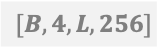 [B, 4, L, 256]